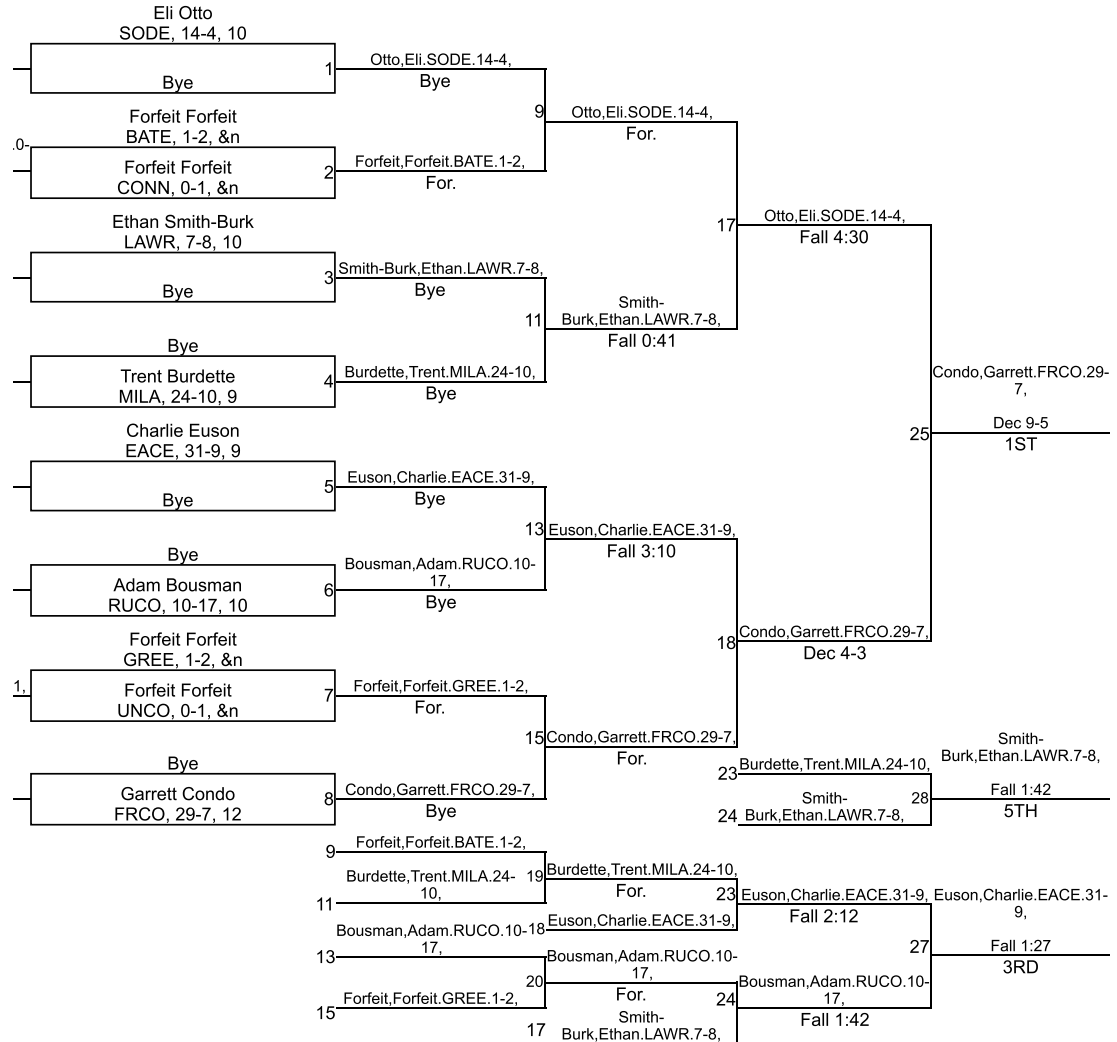 Eli Otto
SODE, 14-4, 10
Bye
1
Otto,Eli.SODE.14-4,
Bye
9
Otto,Eli.SODE.14-4,
For.
Forfeit Forfeit
BATE, 1-2, &n
.0-
Forfeit Forfeit
CONN, 0-1, &n
2
Forfeit,Forfeit.BATE.1-2,
For.
17
Otto,Eli.SODE.14-4,
Fall 4:30
Ethan Smith-Burk
LAWR, 7-8, 10
Bye
3
Smith-Burk,Ethan.LAWR.7-8,
Bye
11
Smith-
Burk,Ethan.LAWR.7-8,
Fall 0:41
Bye
Trent Burdette
MILA, 24-10, 9
4
Burdette,Trent.MILA.24-10,
Bye
25
Condo,Garrett.FRCO.29-
7,
Dec 9-5
1ST
Charlie Euson
EACE, 31-9, 9
Bye
5
Euson,Charlie.EACE.31-9,
Bye
13
Euson,Charlie.EACE.31-9,
Fall 3:10
Bye
Adam Bousman
RUCO, 10-17, 10
6
Bousman,Adam.RUCO.10-
17,
Bye
18
Condo,Garrett.FRCO.29-7,
Dec 4-3
Forfeit Forfeit
GREE, 1-2, &n
1,
Forfeit Forfeit
UNCO, 0-1, &n
7
Forfeit,Forfeit.GREE.1-2,
For.
15
Condo,Garrett.FRCO.29-7,
For.
Bye
Garrett Condo
FRCO, 29-7, 12
8
Condo,Garrett.FRCO.29-7,
Bye
23
Burdette,Trent.MILA.24-10,
24
Smith-
Burk,Ethan.LAWR.7-8,
28
Smith-
Burk,Ethan.LAWR.7-8,
Fall 1:42
5TH
9
Forfeit,Forfeit.BATE.1-2,
11
Burdette,Trent.MILA.24-
10,
19
Burdette,Trent.MILA.24-10,
For.
18
Euson,Charlie.EACE.31-9,
23
Euson,Charlie.EACE.31-9,
Fall 2:12
13
Bousman,Adam.RUCO.10-
17,
15
Forfeit,Forfeit.GREE.1-2,
20
Bousman,Adam.RUCO.10-
17,
For.
17
Smith-
Burk,Ethan.LAWR.7-8,
24
Bousman,Adam.RUCO.10-
17,
Fall 1:42
27
Euson,Charlie.EACE.31-
9,
Fall 1:27
3RD